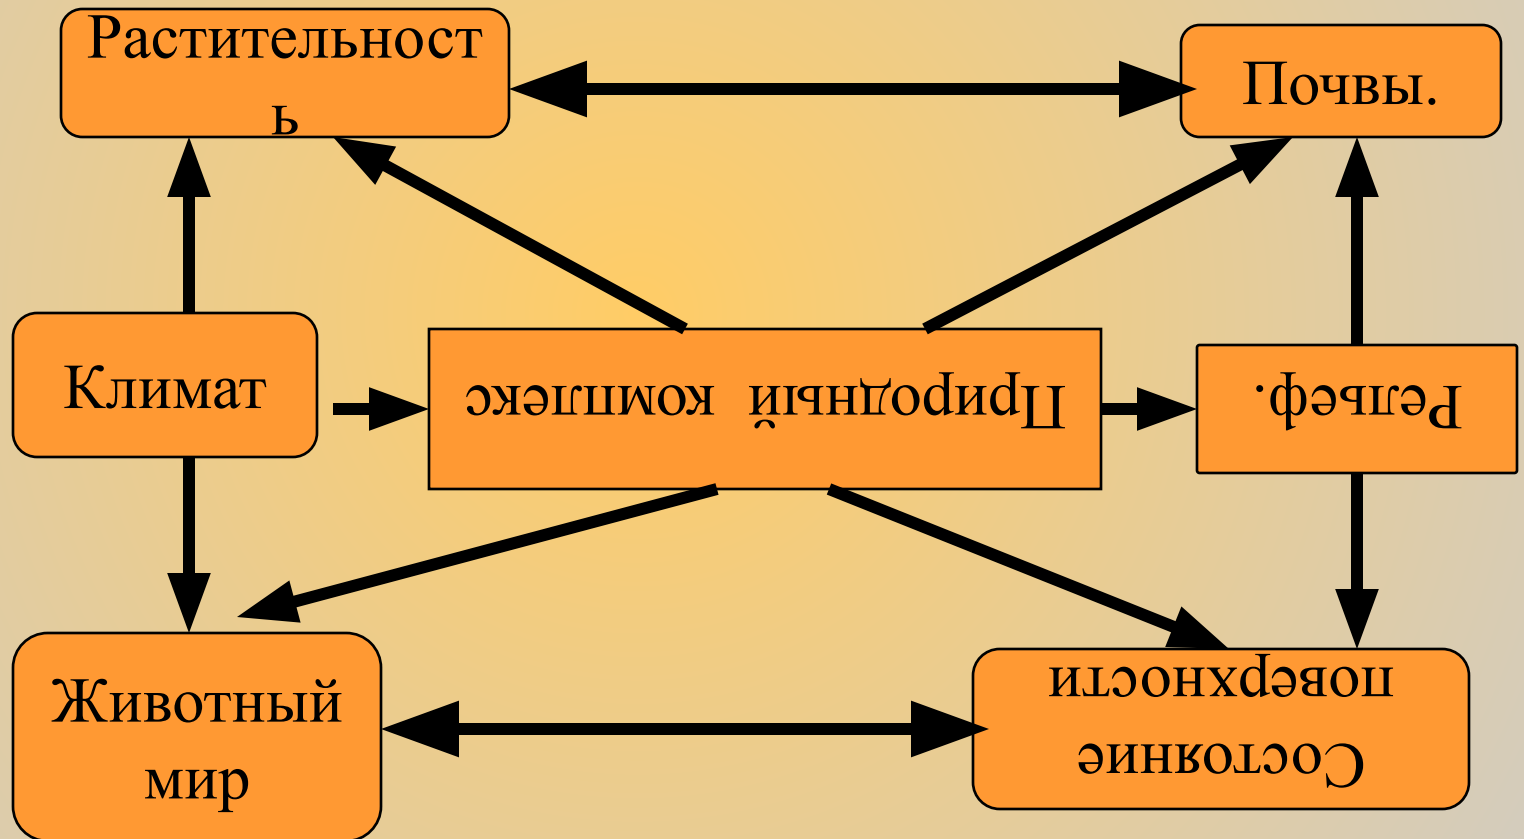 Растительност
ь
Почвы.
Климат
Природный комплекс
Рельеф.
Животный
мир
Состояние
поверхности